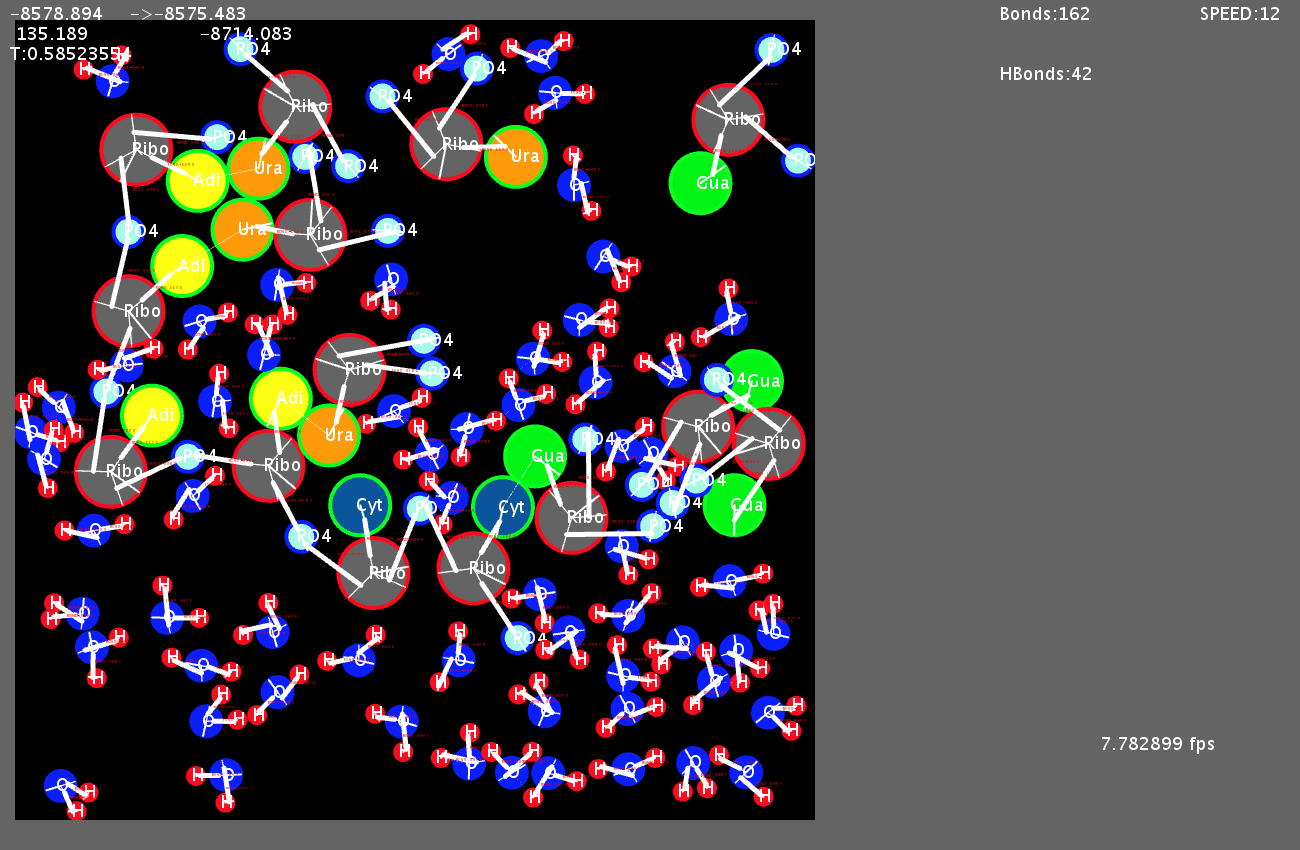 -8578.894 ->-8575.483 Bonds:162 SPEED:12
135.189 -8714.083
T:0.58523554
HBonds:42
PO4 H H H
H O O PO4 PO4
H O H
PO4 O H
Ribo H Ribo
PO4 Ribo Ribo
Ribo PO4 PO4 Ura H PO
Adi Ura O Gua
H
PO4 Ura Ribo PO4
Adi O H
O H O H
H H H H
Ribo O H O H O
H H H H H
O H O O H H O H O
PO4 Ribo PO4 H O Gua
H O Adi O H O H PO4
Adi Ura H O H O Ribo Ribo
PO4 Ribo Gua PO4 O H
Ribo H O PO4 PO4 Gua
O Cyt PO4 O Cyt Ribo PO4
H O H PO4 H O H
Ribo Ribo H O H
H H H O H H O H H
H O O H O PO4 O O O
H O H H O H O H O H O
H O H H O H O O H O H
O H H O H H H
H O H O O O O O O
O H H H H H H
H
7.782899 fps